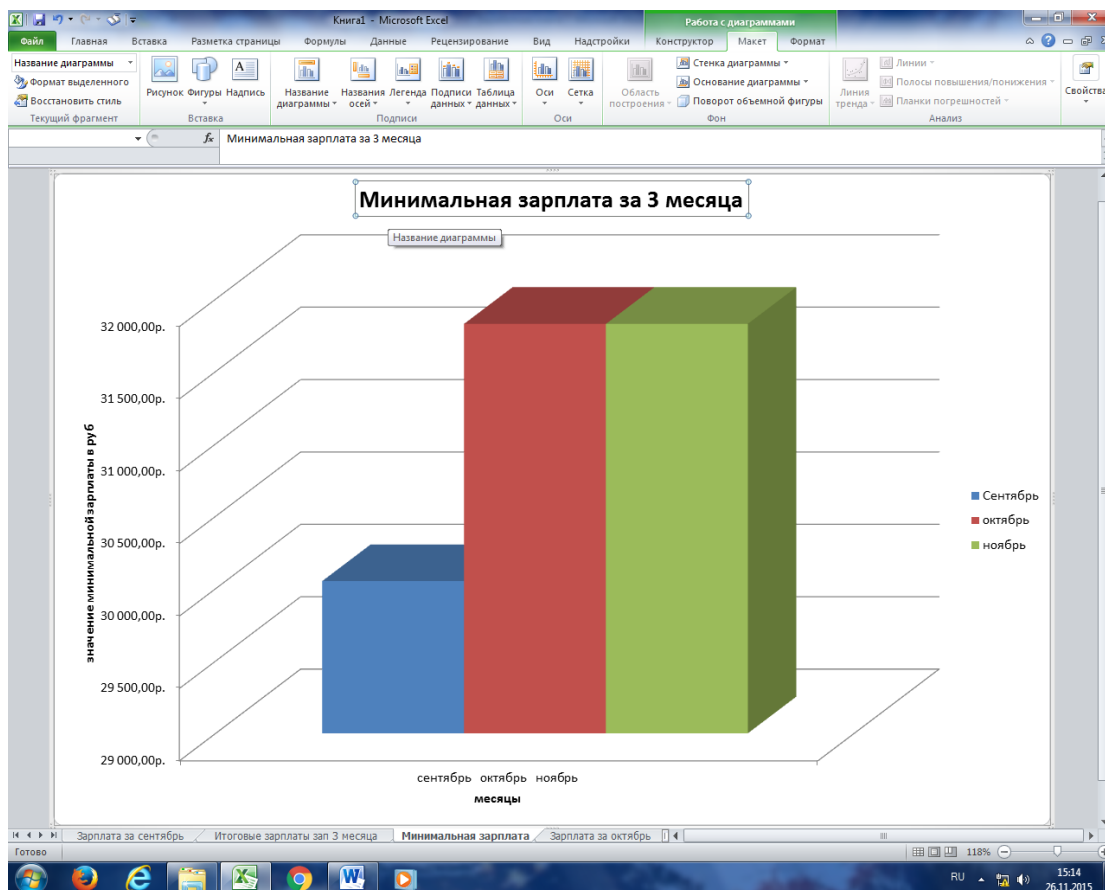 Книга1 - Microsoft Excel
Работа с диаграммами
Файл Главная Вставка Разметка страницы Формулы Данные Рецензирование Вид Надстройки Конструктор Макет Формат
Название диаграммы
Формат выделенного
Восстановить стиль
Текущий фрагмент
Рисунок Фигуры Надпись
Вставка
Название диаграммы
Названия осей
Легенда
Подписи данных
Таблица данных
Подписи
Оси
Сетка
Оси
Область построения
Стенка диаграммы
Основание диаграммы
Поворот объемной фигуры
Фон
Линия тренда
Линии
Полосы повышения/понижения
Планки погрешностей
Анализ
Свойства
fx Минимальная зарплата за 3 месяца
Минимальная зарплата за 3 месяца
Название диаграммы
32 000,00р.
31 500,00р.
31 000,00р.
30 500,00р.
30 000,00р.
29 500,00р.
29 000,00р.
значение минимальной зарплаты в руб
Сентябрь
октябрь
ноябрь
сентябрь октябрь ноябрь
месяцы
Зарплата за сентябрь Итоговые зарплаты зап 3 месяца Минимальная зарплата Зарплата за октябрь
Готово
118%
RU
15:14
26.11.2015